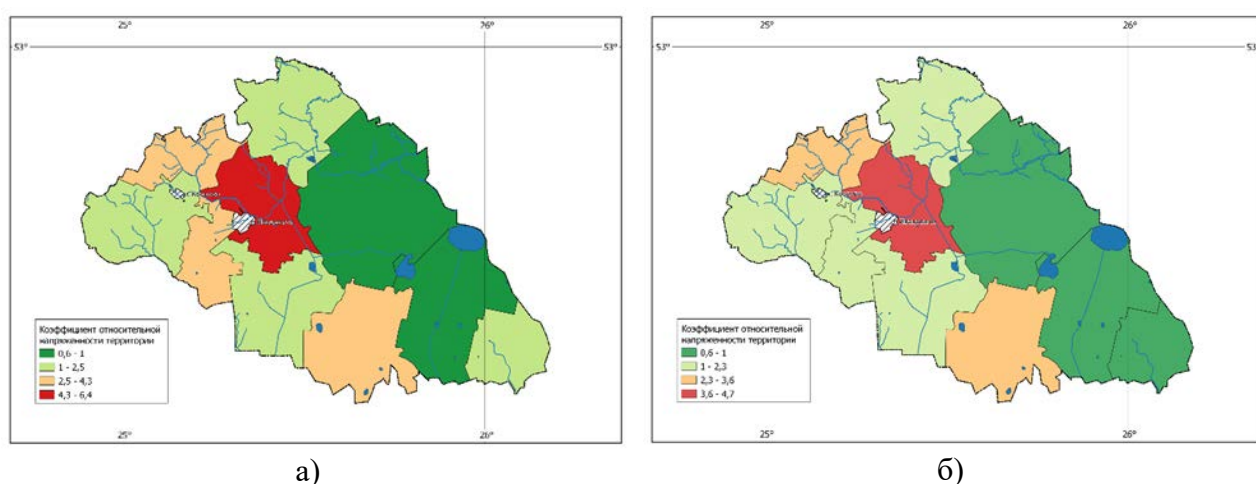 25° 26° 25° 26°
53° 53° 53° 53°
Коэффициент относительной
напряженности территории
0,6 - 1
1 - 2,5
2,5 - 4,3
4,3 - 6,4
Коэффициент относительной
напряженности территории
0,6 - 1
1 - 2,3
2,3 - 3,6
3,6 - 4,7
25° 26° 25° 26°
а) б)